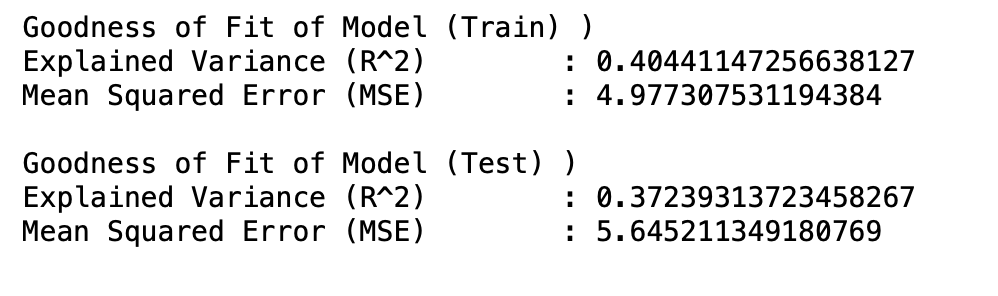 Goodness of Fit of Model (Train) )
Explained Variance (R^2) : 0.40441147256638127
Mean Squared Error (MSE) : 4.977307531194384
Goodness of Fit of Model (Test) )
Explained Variance (R^2) : 0.37239313723458267
Mean Squared Error (MSE) : 5.645211349180769